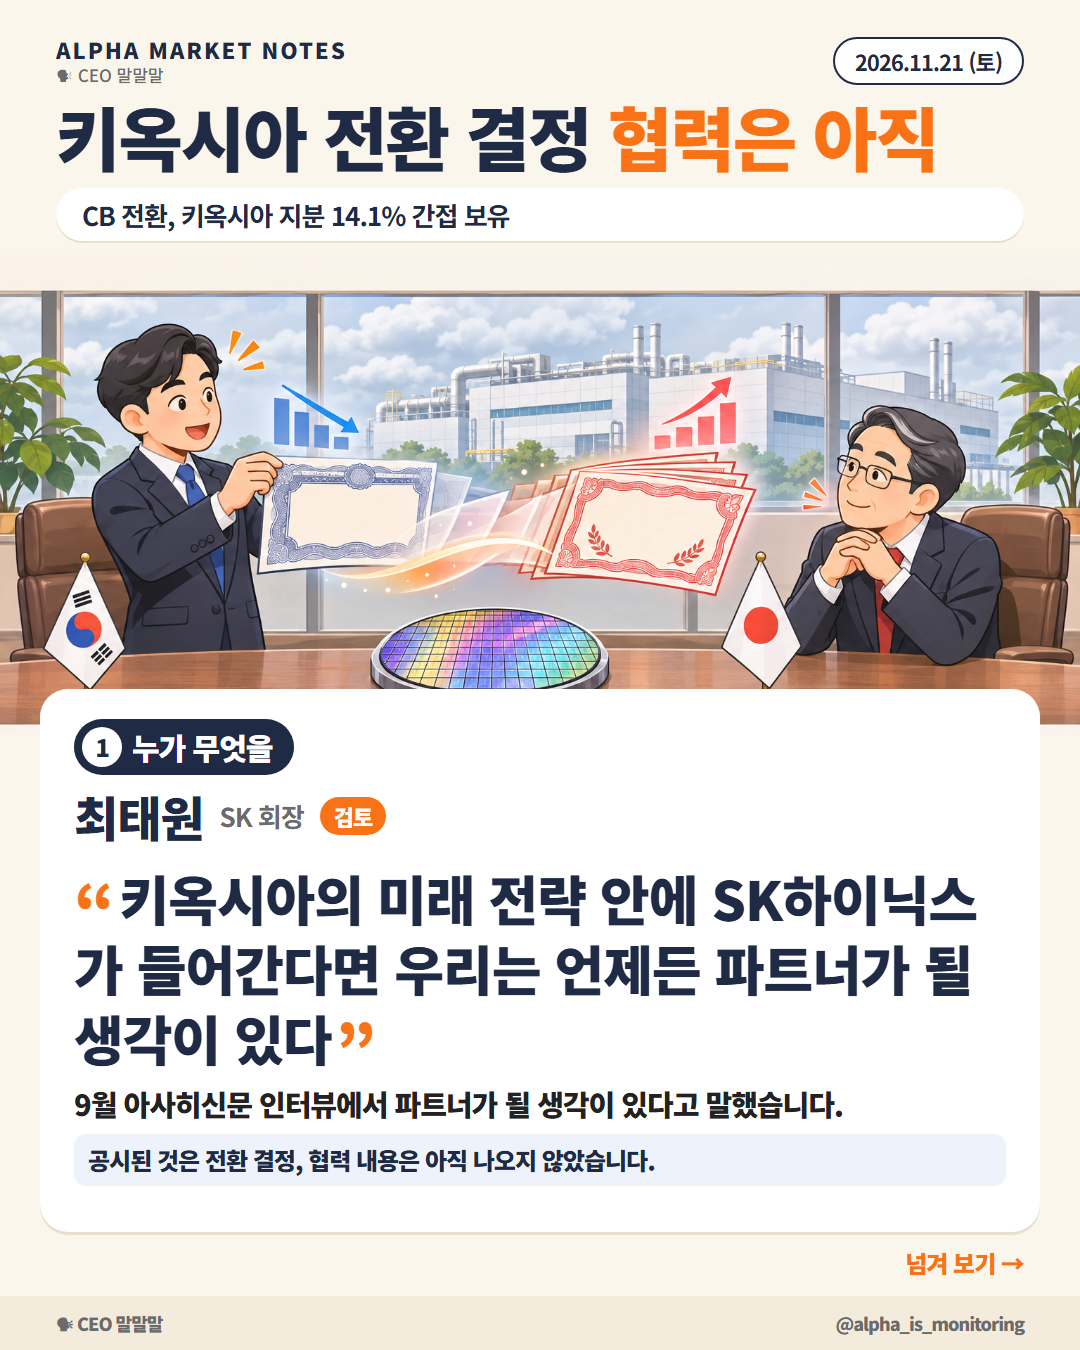 ALPHA MARKET NOTES
🗣 CEO 말말말
2026.11.21 (토)
키옥시아 전환 결정 협력은 아직
CB 전환, 키옥시아 지분 14.1% 간접 보유
1 누가 무엇을
최태원 SK 회장 검토
“키옥시아의 미래 전략 안에 SK하이닉스
가 들어간다면 우리는 언제든 파트너가 될
생각이 있다”
9월 아사히신문 인터뷰에서 파트너가 될 생각이 있다고 말했습니다.
공시된 것은 전환 결정, 협력 내용은 아직 나오지 않았습니다.
넘겨 보기 →
🗣 CEO 말말말
@alpha_is_monitoring